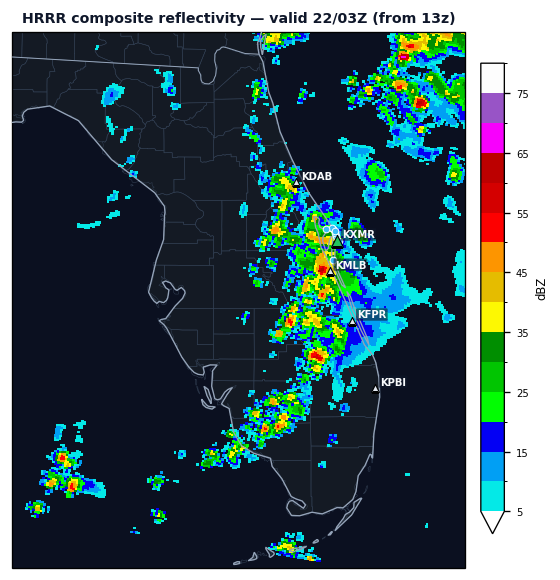 HRRR composite reflectivity — valid 22/03Z (from 13z)
KDAB
KXMR
KMLB
KFPR
KPBI
75
65
55
45
35
25
15
5
dBZ